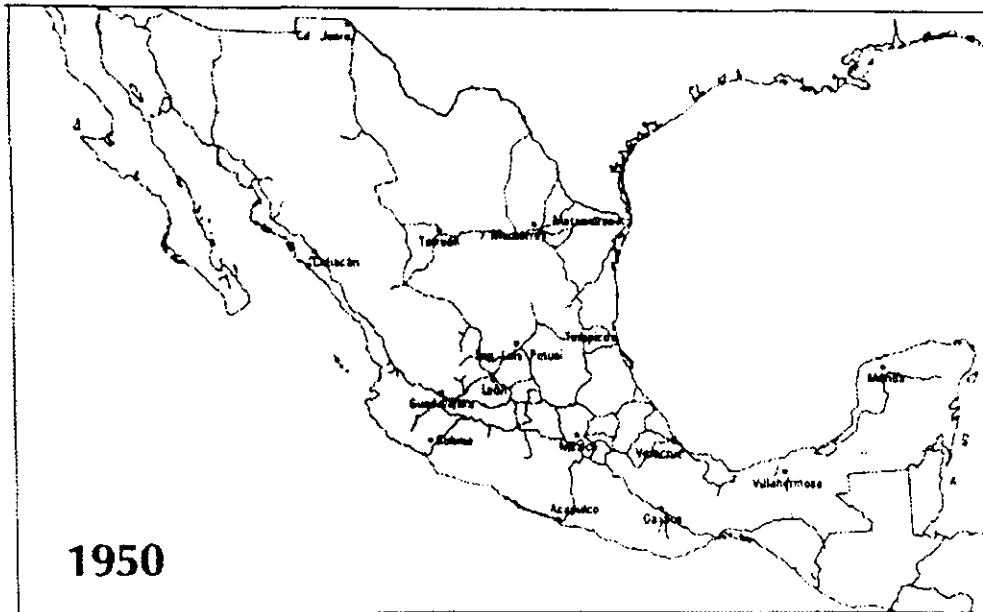 Cd Juarez
Matamoros
Torreón
Monterrey
Culiacán
Tampico
San Luis Potosí
León
Mérida
Guadalajara
Colima
México
Veracruz
Villahermosa
Acapulco
Oaxaca
1950